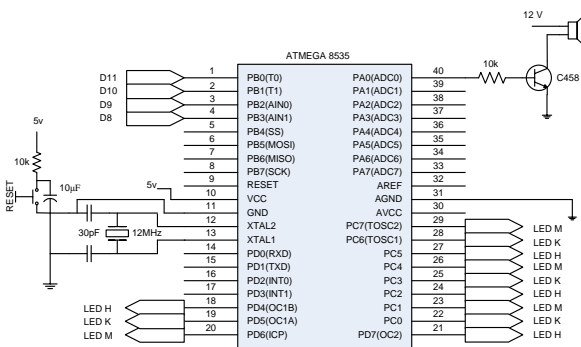 12 V
ATMEGA 8535
C458
10k
D11 1 PB0(T0) PA0(ADC0) 40
D10 2 PB1(T1) PA1(ADC1) 39
D9 3 PB2(AIN0) PA2(ADC2) 38
D8 4 PB3(AIN1) PA3(ADC3) 37
5 PB4(SS) PA4(ADC4) 36
6 PB5(MOSI) PA5(ADC5) 35
7 PB6(MISO) PA6(ADC6) 34
8 PB7(SCK) PA7(ADC7) 33
9 RESET AREF 32
10 VCC AGND 31
11 GND AVCC 30
12 XTAL2 PC7(TOSC2) 29 LED M
13 XTAL1 PC6(TOSC1) 28 LED K
14 PD0(RXD) PC5 27 LED H
15 PD1(TXD) PC4 26 LED M
16 PD2(INT0) PC3 25 LED K
17 PD3(INT1) PC2 24 LED H
LED H 18 PD4(OC1B) PC1 23 LED M
LED K 19 PD5(OC1A) PC0 22 LED K
LED M 20 PD6(ICP) PD7(OC2) 21 LED H
5v
10k
RESET
10µF
5v
30pF
12MHz